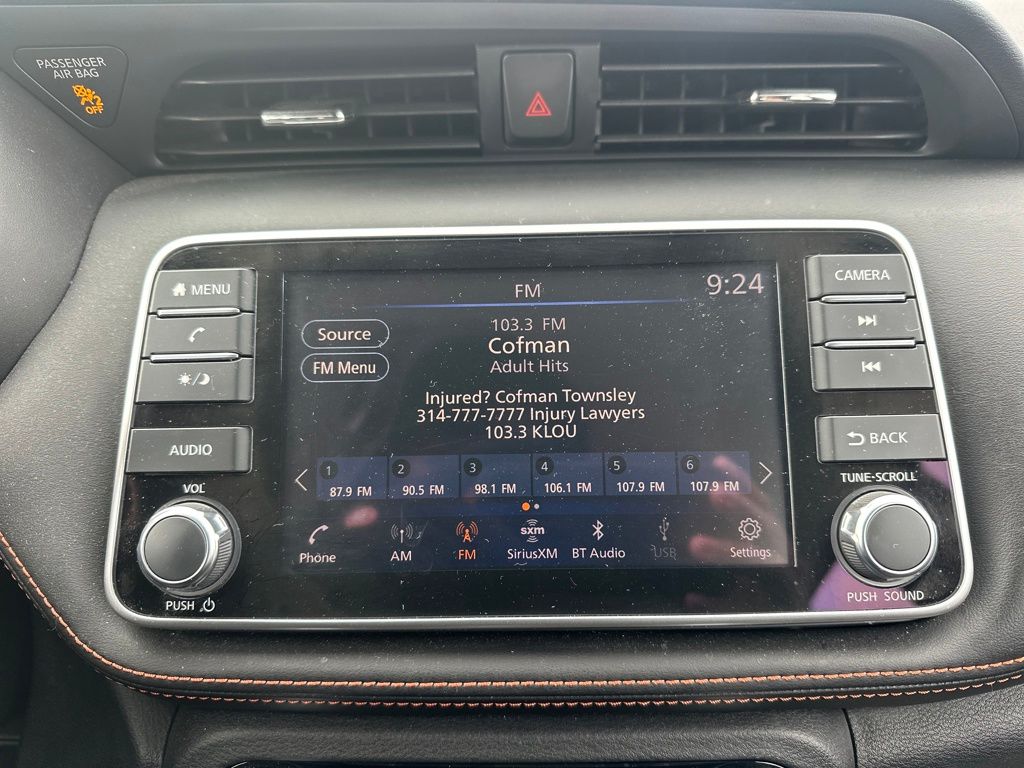 PASSENGER
AIR BAG
2
OFF
MENU
AUDIO
VOL
PUSH
FM
9:24
Source
FM Menu
103.3 FM
Cofman
Adult Hits
Injured? Cofman Townsley
314-777-7777 Injury Lawyers
103.3 KLOU
1 87.9 FM
2 90.5 FM
3 98.1 FM
4 106.1 FM
5 107.9 FM
6 107.9 FM
Phone
AM
FM
sxm
SiriusXM
BT Audio
USB
Settings
CAMERA
BACK
TUNE-SCROLL
PUSH SOUND